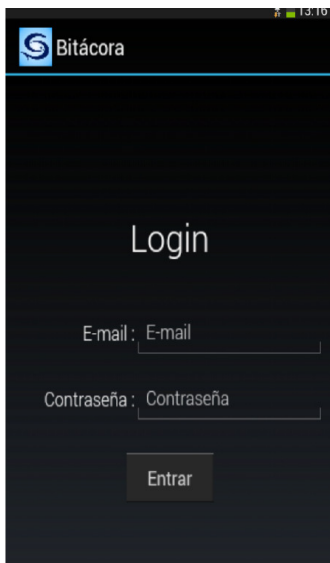 13:16
Bitácora
Login
E-mail : E-mail
Contraseña : Contraseña
Entrar